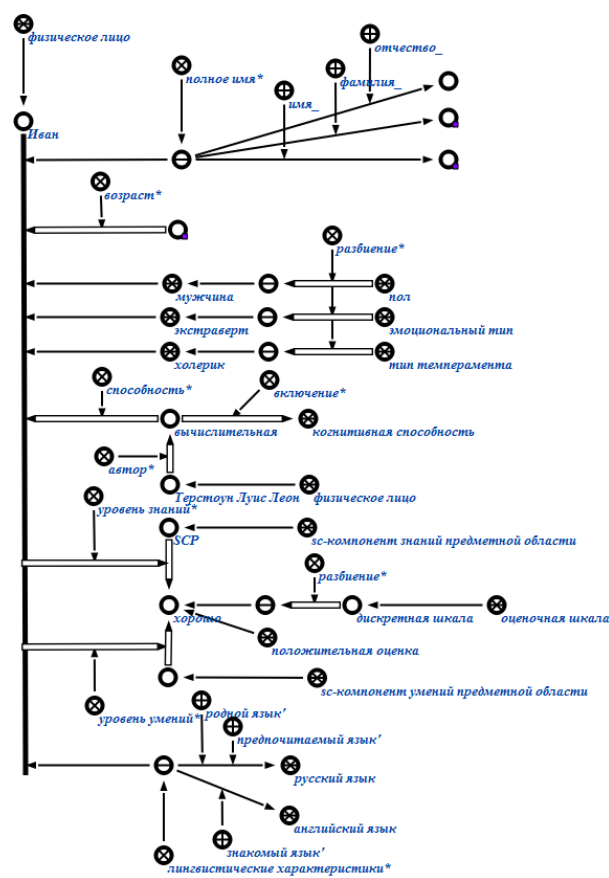 физическое лицо
отчество_
полное имя*
фамилия_
имя_
Иван
возраст*
разбиение*
мужчина
пол
экстраверт
эмоциональный тип
холерик
тип темперамента
способность*
включение*
вычислительная
когнитивная способность
автор*
Терстоун Луис Леон
физическое лицо
уровень знаний*
SCP
sc-компонент знаний предметной области
разбиение*
хорошо
дискретная шкала
оценочная шкала
положительная оценка
sc-компонент умений предметной области
уровень умений*
родной язык'
предпочитаемый язык'
русский язык
английский язык
знакомый язык'
лингвистические характеристики*